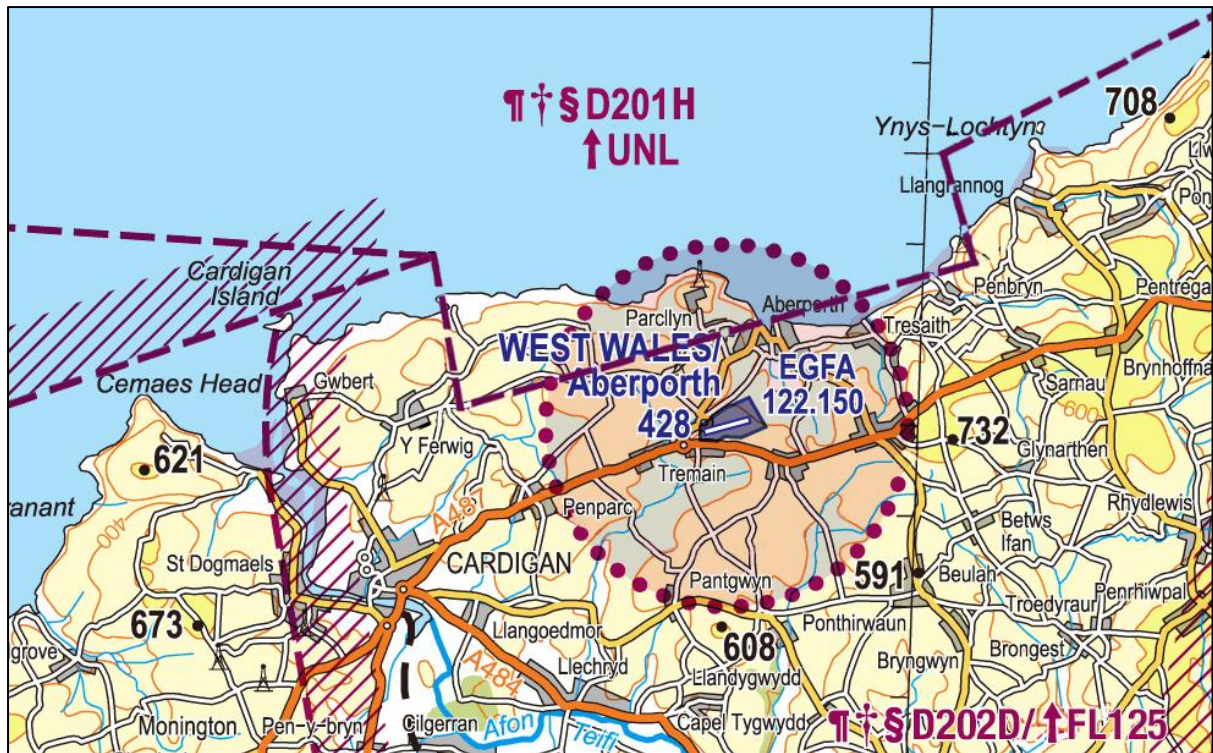 ¶†§D201H
↑UNL
708
Ynys-Lochtyn
Llangrannog
Cardigan
Island
Parcllyn
Aberporth
Penbryn
Pentrega
Tresaith
WEST WALES/
Aberporth
428
EGFA
122.150
Cemaes Head
Gwbert
Sarnau
Brynhoffna
600
621
Y Ferwig
732
Glynarthen
Tremain
ranant
400
A487
Penparc
Rhydlewis
Betws
Ifan
St Dogmaels
CARDIGAN
Pantgwyn
591
Beulah
Penrhiwpal
Troedyraur
673
Llangoedmor
Ponthirwaun
grove
608
Brongest
Llechryd
A484
Bryngwyn
Llandygwydd
Monington
Pen-y-bryn
Cilgerran
Afon
Teifi
Capel Tygwydd
¶†§D202D/↑FL125